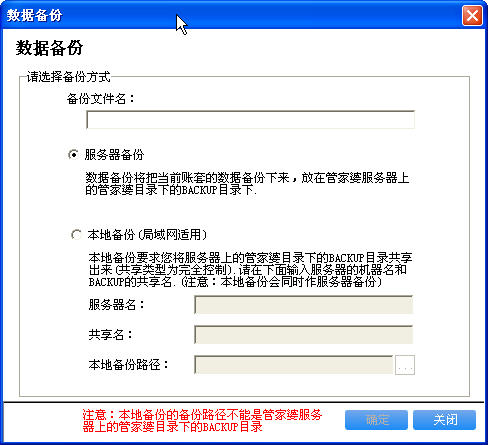 数据备份
数据备份
请选择备份方式
备份文件名：
服务器备份
数据备份将把当前账套的数据备份下来，放在管家婆服务器上
的管家婆目录下的BACKUP目录下.
本地备份(局域网适用)
本地备份要求您将服务器上的管家婆目录下的BACKUP目录共享
出来(共享类型为完全控制).请在下面输入服务器的机器名和
BACKUP的共享名.(注意：本地备份会同时作服务器备份)
服务器名：
共享名：
本地备份路径：
...
注意：本地备份的备份路径不能是管家婆服务
器上的管家婆目录下的BACKUP目录
确定
关闭